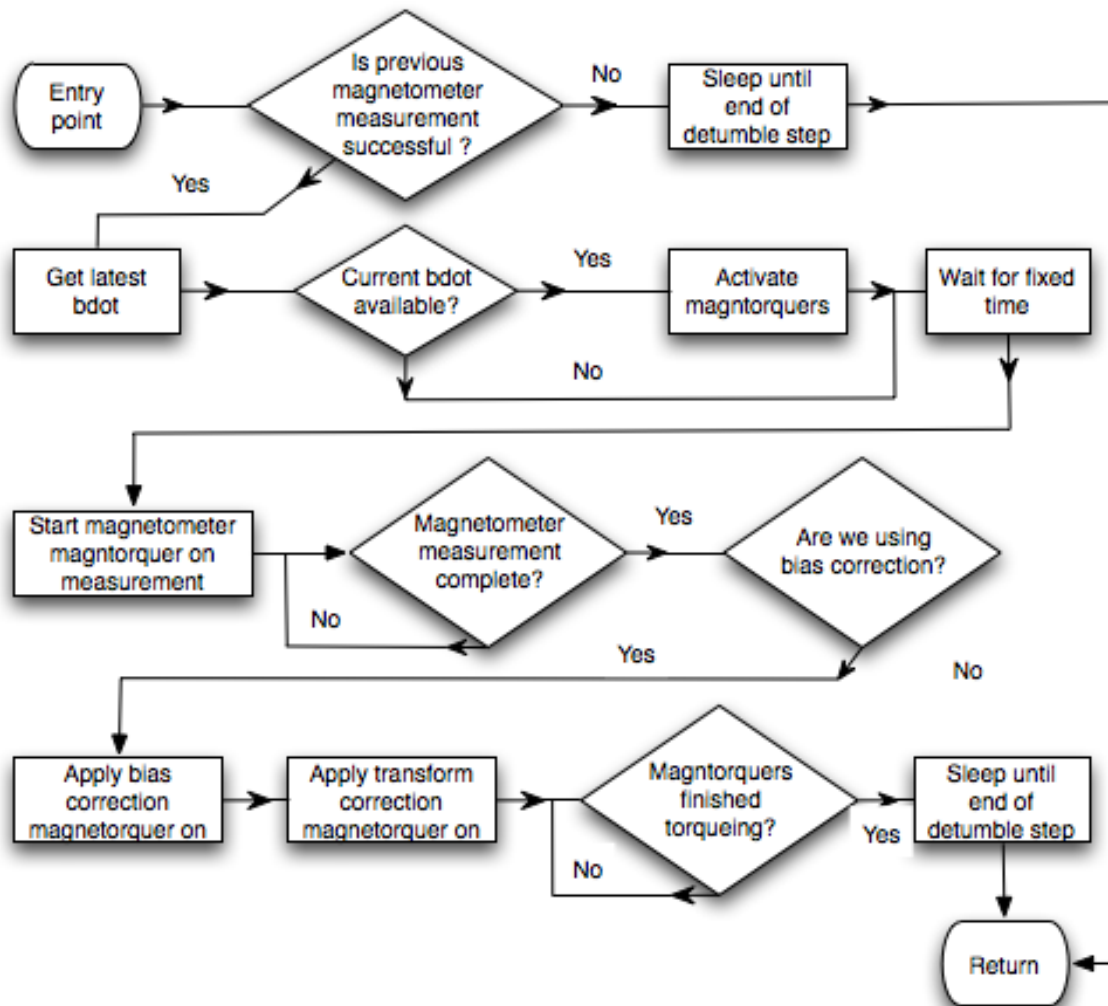 Entry
point
Is previous
magnetometer
measurement
successful ?
No
Sleep until
end of
detumble step
Yes
Get latest
bdot
Current bdot
available?
Yes
Activate
magntorquers
Wait for fixed
time
No
Start magnetometer
magntorquer on
measurement
Magnetometer
measurement
complete?
Yes
Are we using
bias correction?
No
Yes
No
Apply bias
correction
magnetorquer on
Apply transform
correction
magnetorquer on
Magntorquers
finished
torqueing?
Yes
Sleep until
end of
detumble step
No
Return